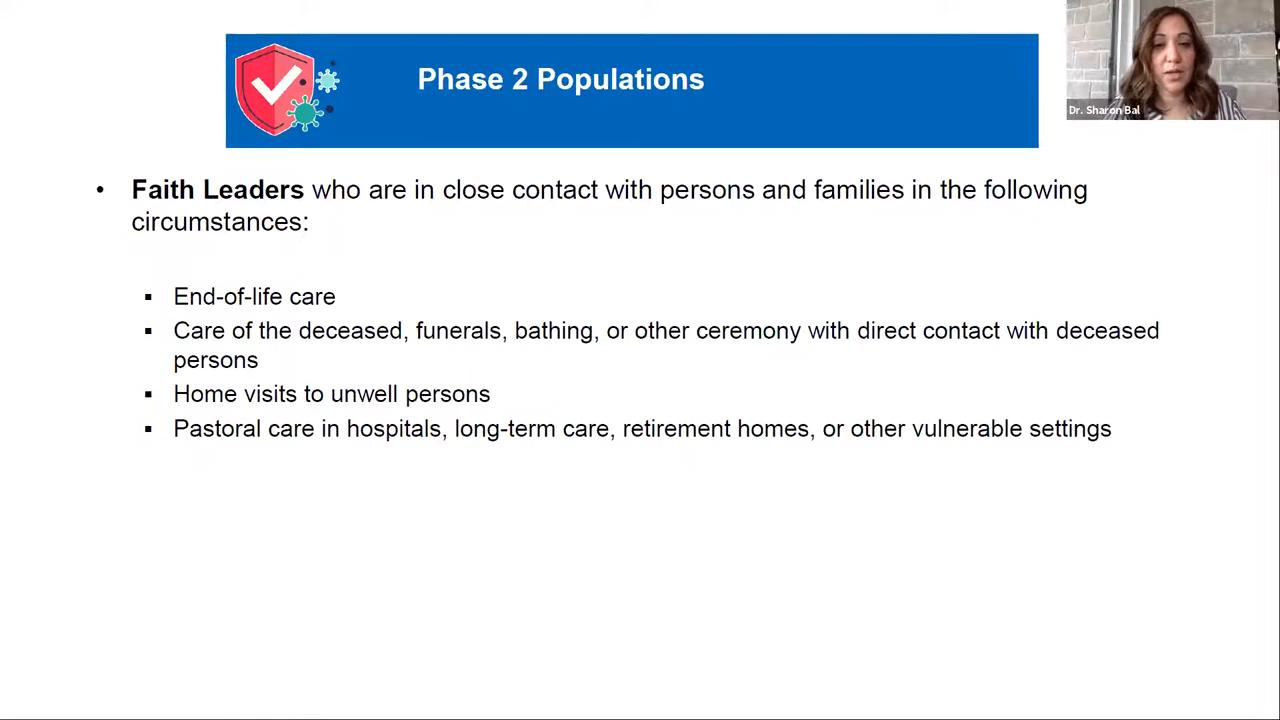 Phase 2 Populations
Dr. Sharon Bal
• Faith Leaders who are in close contact with persons and families in the following
circumstances:
▪ End-of-life care
▪ Care of the deceased, funerals, bathing, or other ceremony with direct contact with deceased
persons
▪ Home visits to unwell persons
▪ Pastoral care in hospitals, long-term care, retirement homes, or other vulnerable settings